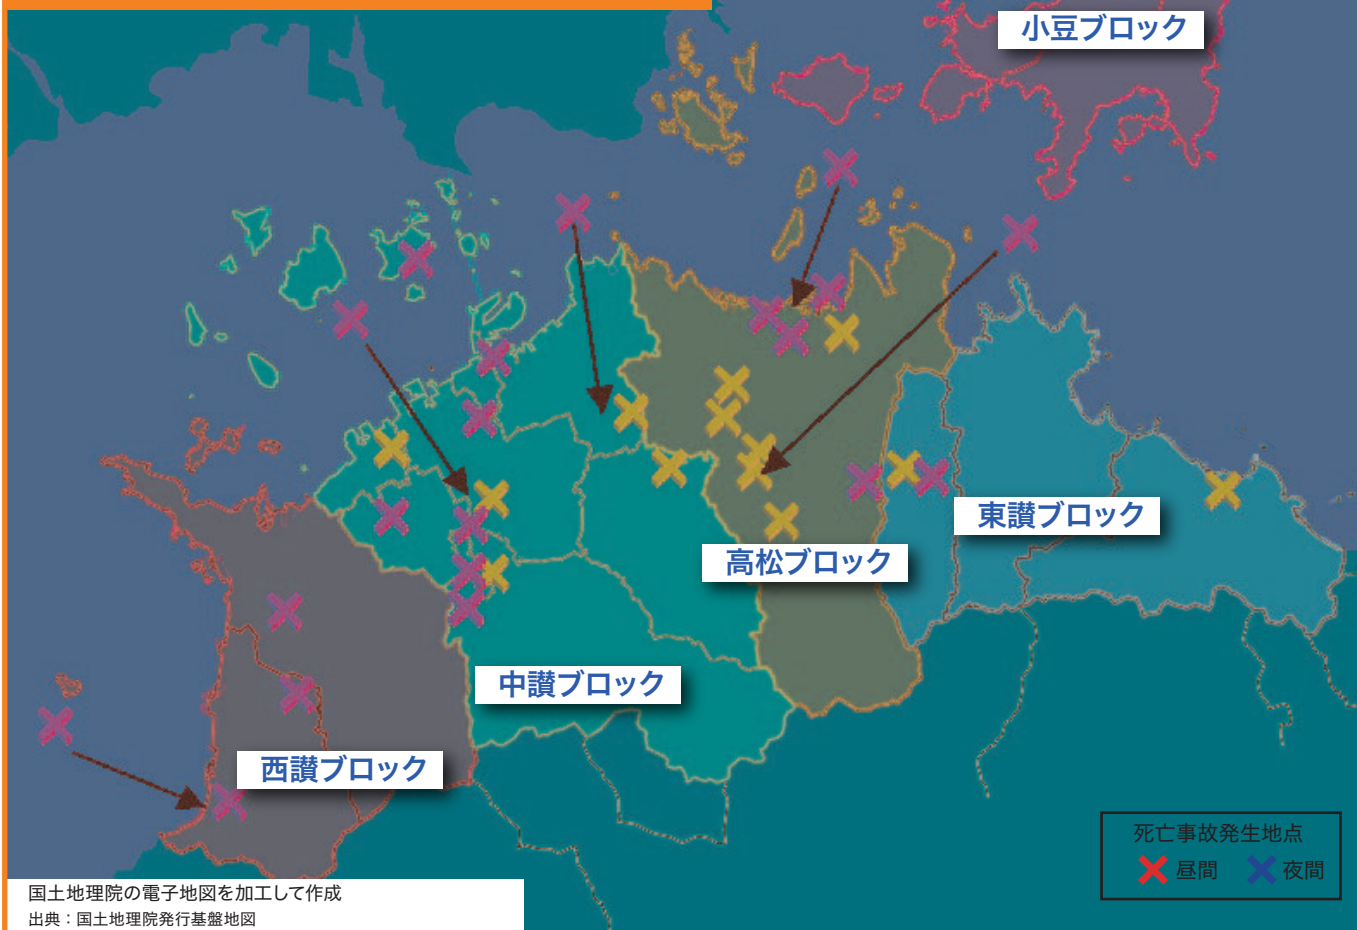 小豆ブロック
東讃ブロック
高松ブロック
中讃ブロック
西讃ブロック
死亡事故発生地点
昼間 夜間
国土地理院の電子地図を加工して作成
出典：国土地理院発行基盤地図